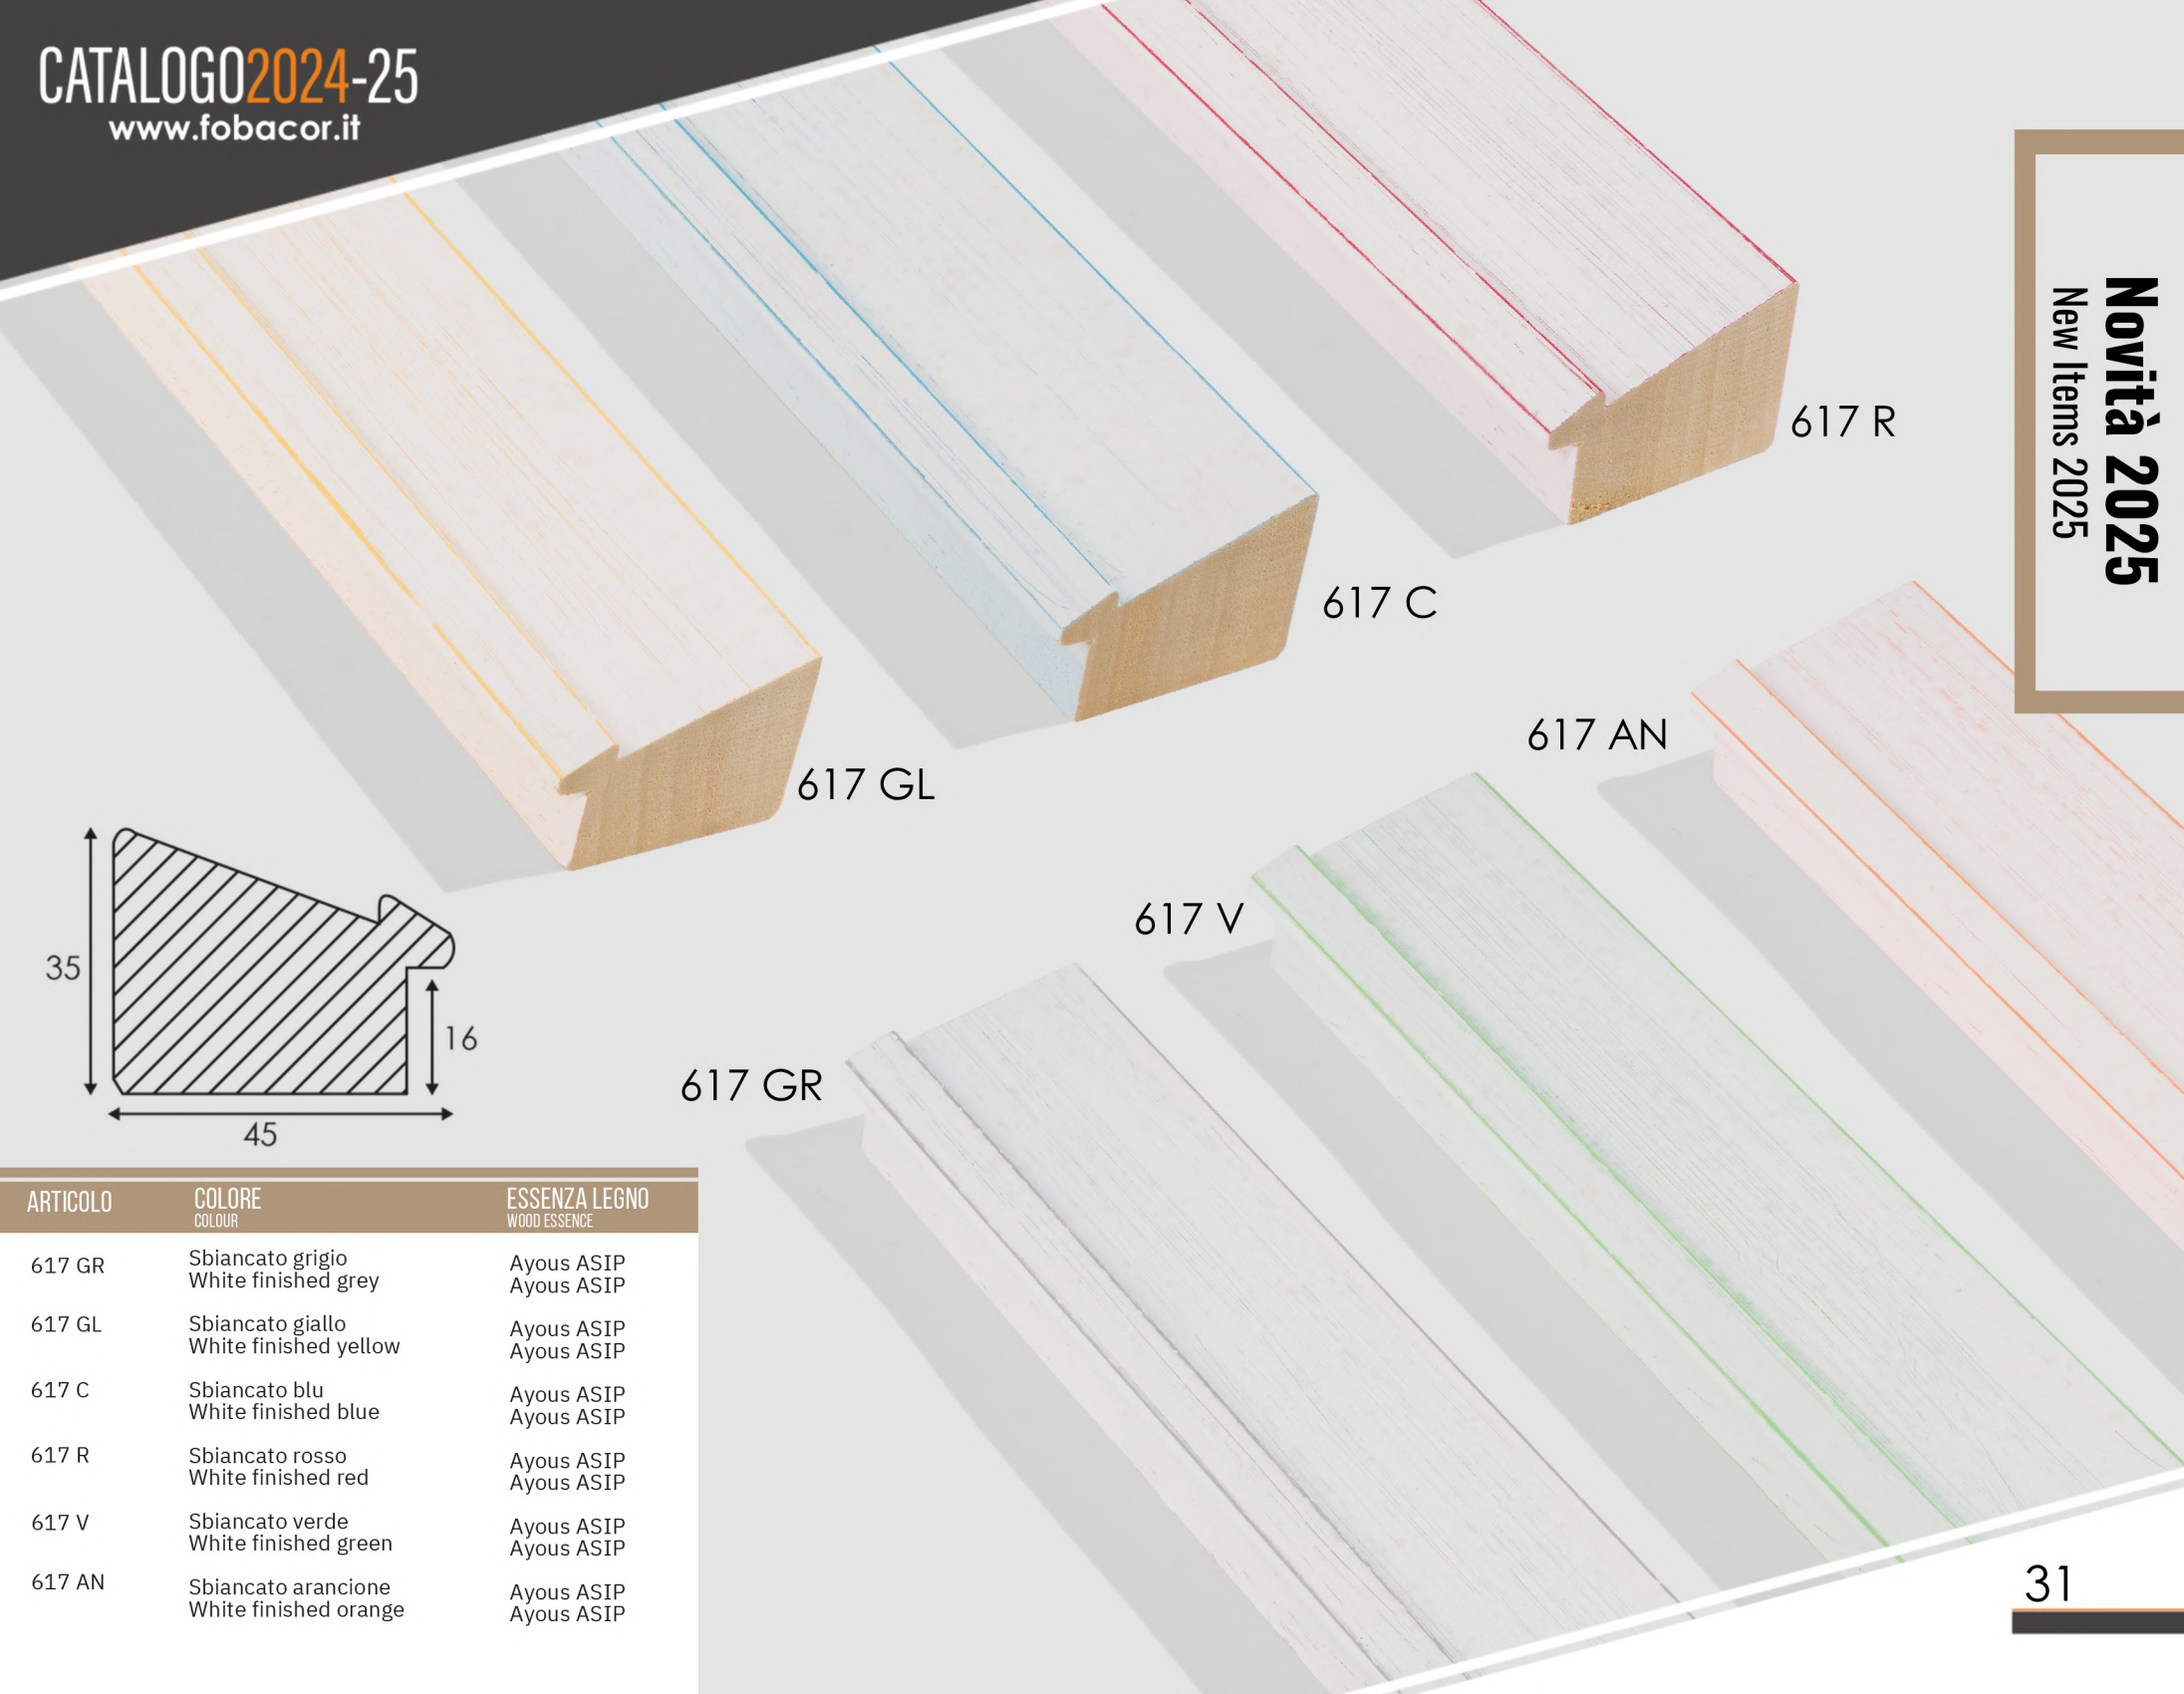 CATALOGO2024-25
www.fobacor.it
Novità 2025
New Items 2025
617 R
617 C
617 GL
617 AN
617 V
617 GR
35
16
45
ARTICOLO COLORE ESSENZA LEGNO
COLOUR WOOD ESSENCE
617 GR Sbiancato grigio Ayous ASIP
White finished grey Ayous ASIP
617 GL Sbiancato giallo Ayous ASIP
White finished yellow Ayous ASIP
617 C Sbiancato blu Ayous ASIP
White finished blue Ayous ASIP
617 R Sbiancato rosso Ayous ASIP
White finished red Ayous ASIP
617 V Sbiancato verde Ayous ASIP
White finished green Ayous ASIP
617 AN Sbiancato arancione Ayous ASIP
White finished orange Ayous ASIP
31